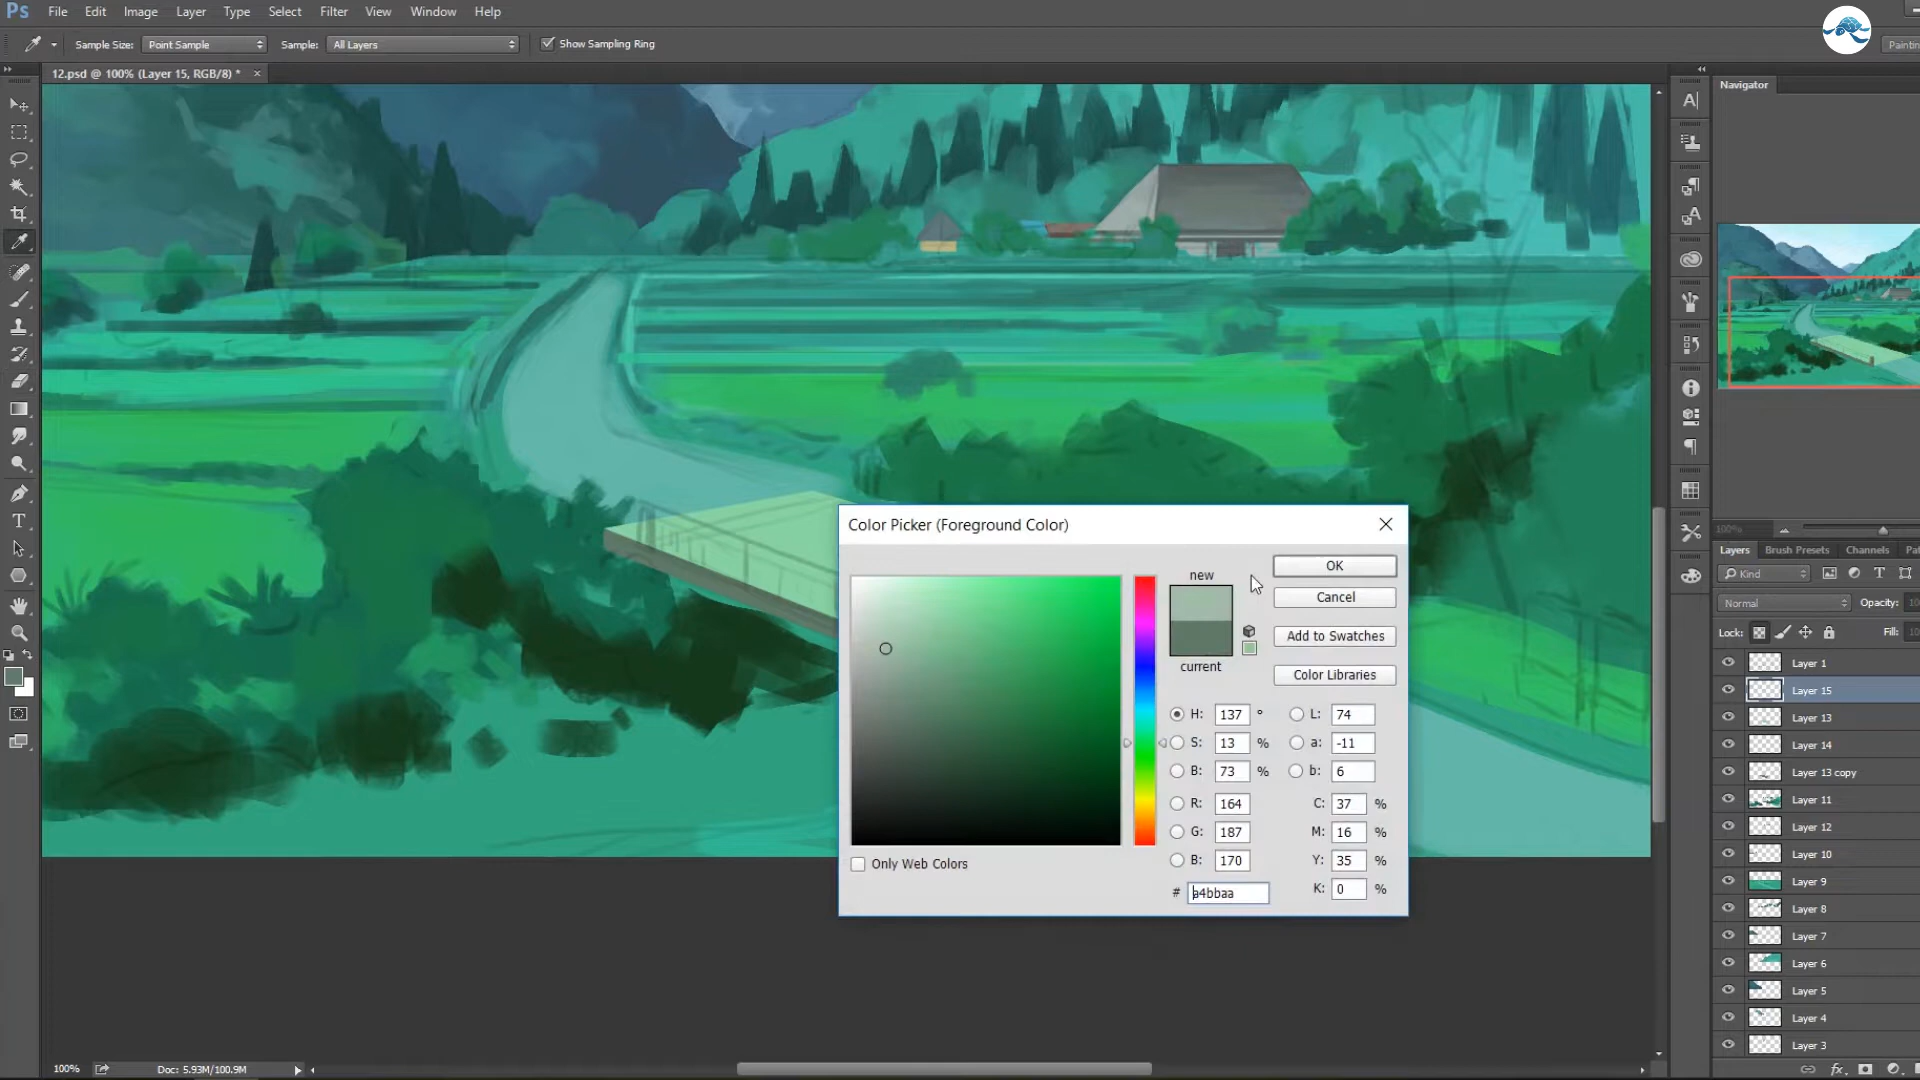 Ps File Edit Image Layer Type Select Filter View Window Help
Sample Size: Point Sample Sample: All Layers Show Sampling Ring
12.psd @ 100% (Layer 15, RGB/8) *
Navigator
100%
Layers Brush Presets Channels
Kind
Normal Opacity:
Lock: Fill:
Layer 1
Layer 15
Layer 13
Layer 14
Layer 13 copy
Layer 11
Layer 12
Layer 10
Layer 9
Layer 8
Layer 7
Layer 6
Layer 5
Layer 4
Layer 3
Color Picker (Foreground Color)
new
current
OK
Cancel
Add to Swatches
Color Libraries
H: 137 ° L: 74
S: 13 % a: -11
B: 73 % b: 6
R: 164 C: 37 %
G: 187 M: 16 %
B: 170 Y: 35 %
# a4bbaa K: 0 %
Only Web Colors
100% Doc: 5.93M/100.9M